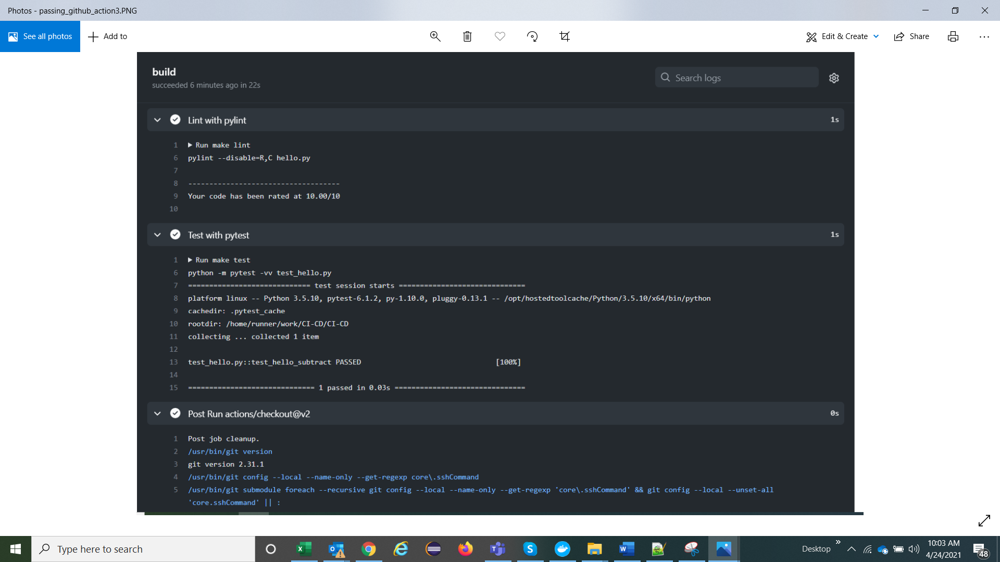 Photos - passing_github_action3.PNG
See all photos
Add to
Edit & Create
Share
build
succeeded 6 minutes ago in 22s
Search logs
Lint with pylint
1s
1 Run make lint
6 pylint --disable=R,C hello.py
7
8 ------------------------------------
9 Your code has been rated at 10.00/10
10
Test with pytest
1s
1 Run make test
6 python -m pytest -vv test_hello.py
7 ============================= test session starts ==============================
8 platform linux -- Python 3.5.10, pytest-6.1.2, py-1.10.0, pluggy-0.13.1 -- /opt/hostedtoolcache/Python/3.5.10/x64/bin/python
9 cachedir: .pytest_cache
10 rootdir: /home/runner/work/CI-CD/CI-CD
11 collecting ... collected 1 item
12
13 test_hello.py::test_hello_subtract PASSED [100%]
14
15 ============================== 1 passed in 0.03s ===============================
Post Run actions/checkout@v2
0s
1 Post job cleanup.
2 /usr/bin/git version
3 git version 2.31.1
4 /usr/bin/git config --local --name-only --get-regexp core\.sshCommand
5 /usr/bin/git submodule foreach --recursive git config --local --name-only --get-regexp 'core\.sshCommand' && git config --local --unset-all
'core.sshCommand' || :
Type here to search
Desktop
10:03 AM
4/24/2021
48